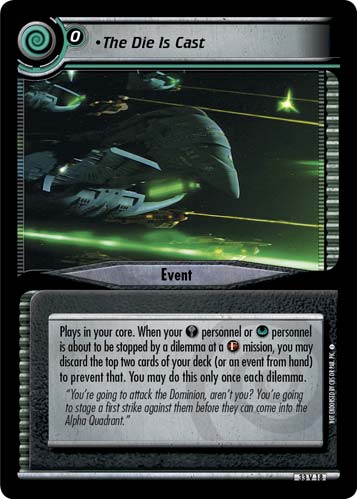 0
•The Die Is Cast
Event
Plays in your core. When your personnel or personnel
is about to be stopped by a dilemma at a mission, you may
discard the top two cards of your deck (or an event from hand)
to prevent that. You may do this only once each dilemma.
"You're going to attack the Dominion, aren't you? You're going
to stage a first strike against them before they can come into the
Alpha Quadrant."
33 V 18